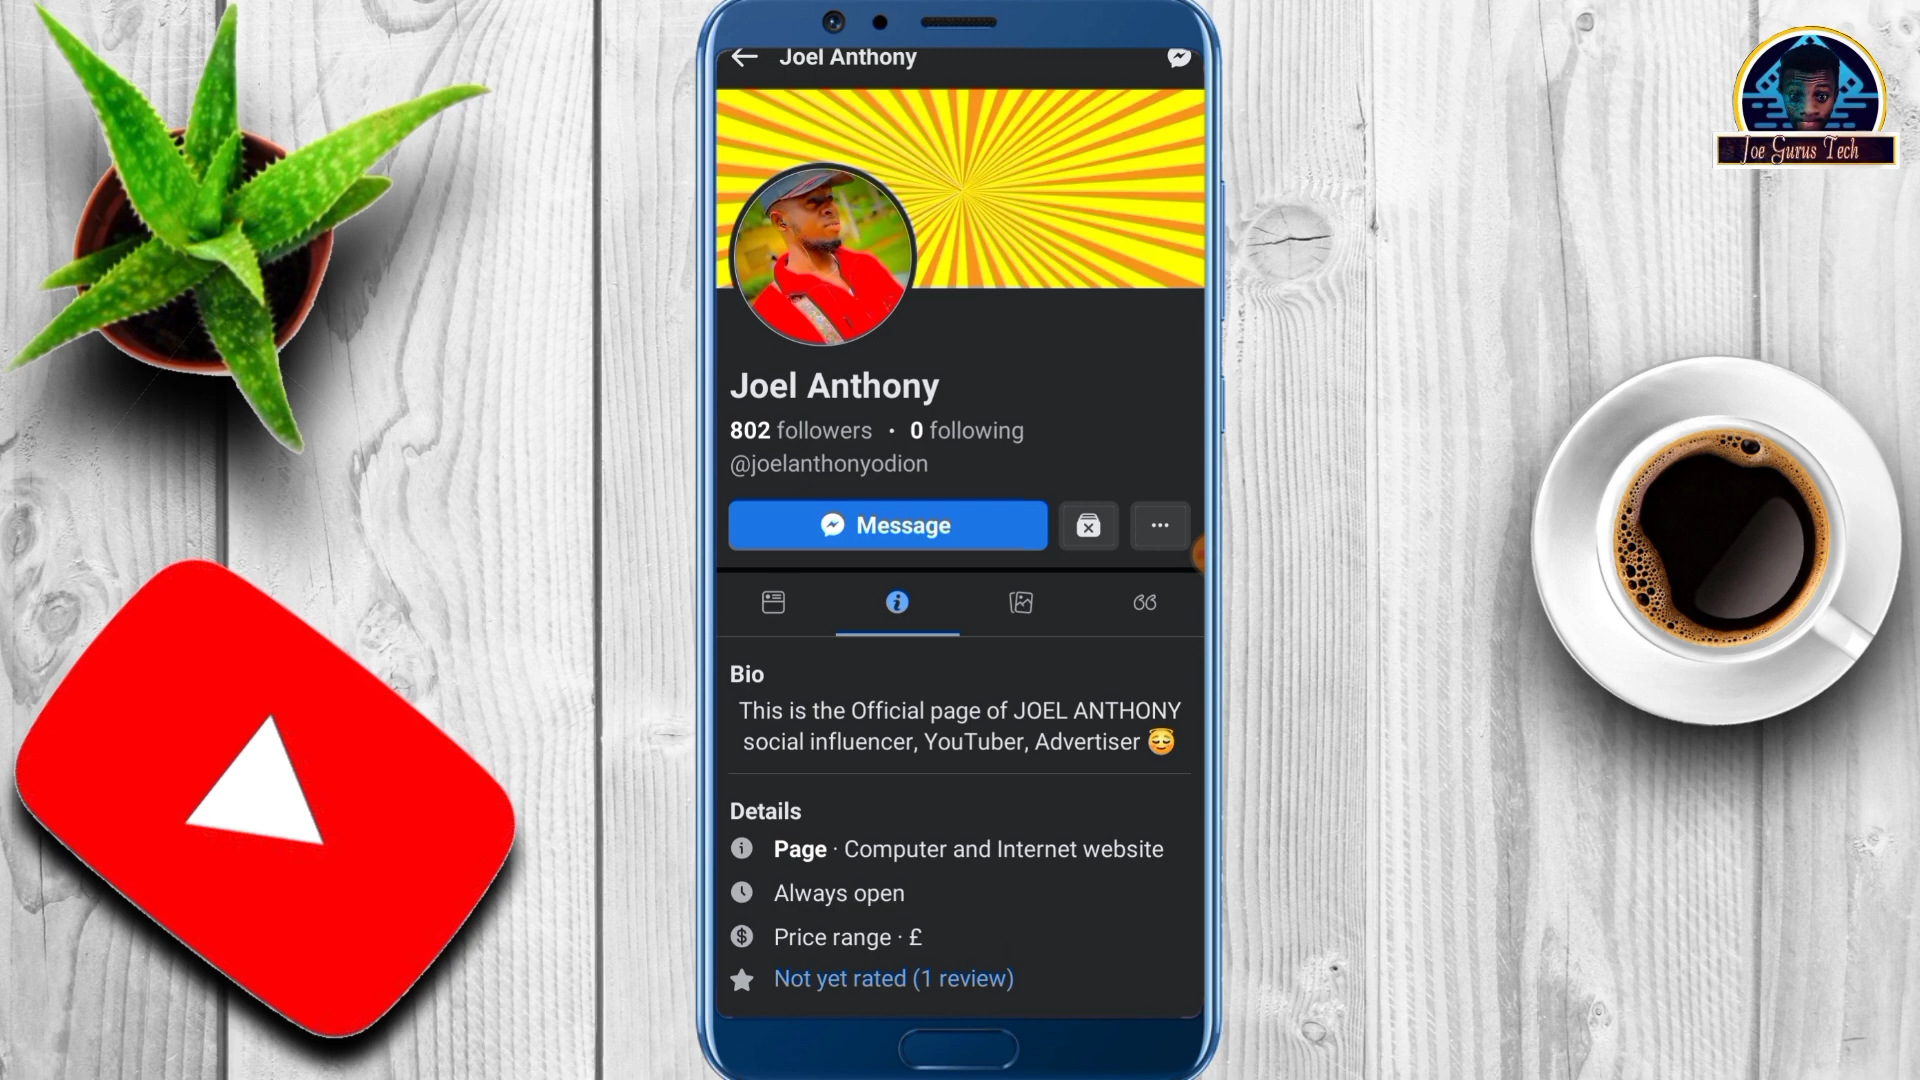 Joel Anthony
Joe Gurus Tech
Joel Anthony
802 followers • 0 following
@joelanthonyodion
Message
Bio
This is the Official page of JOEL ANTHONY
social influencer, YouTuber, Advertiser 😇
Details
Page · Computer and Internet website
Always open
Price range · £
Not yet rated (1 review)